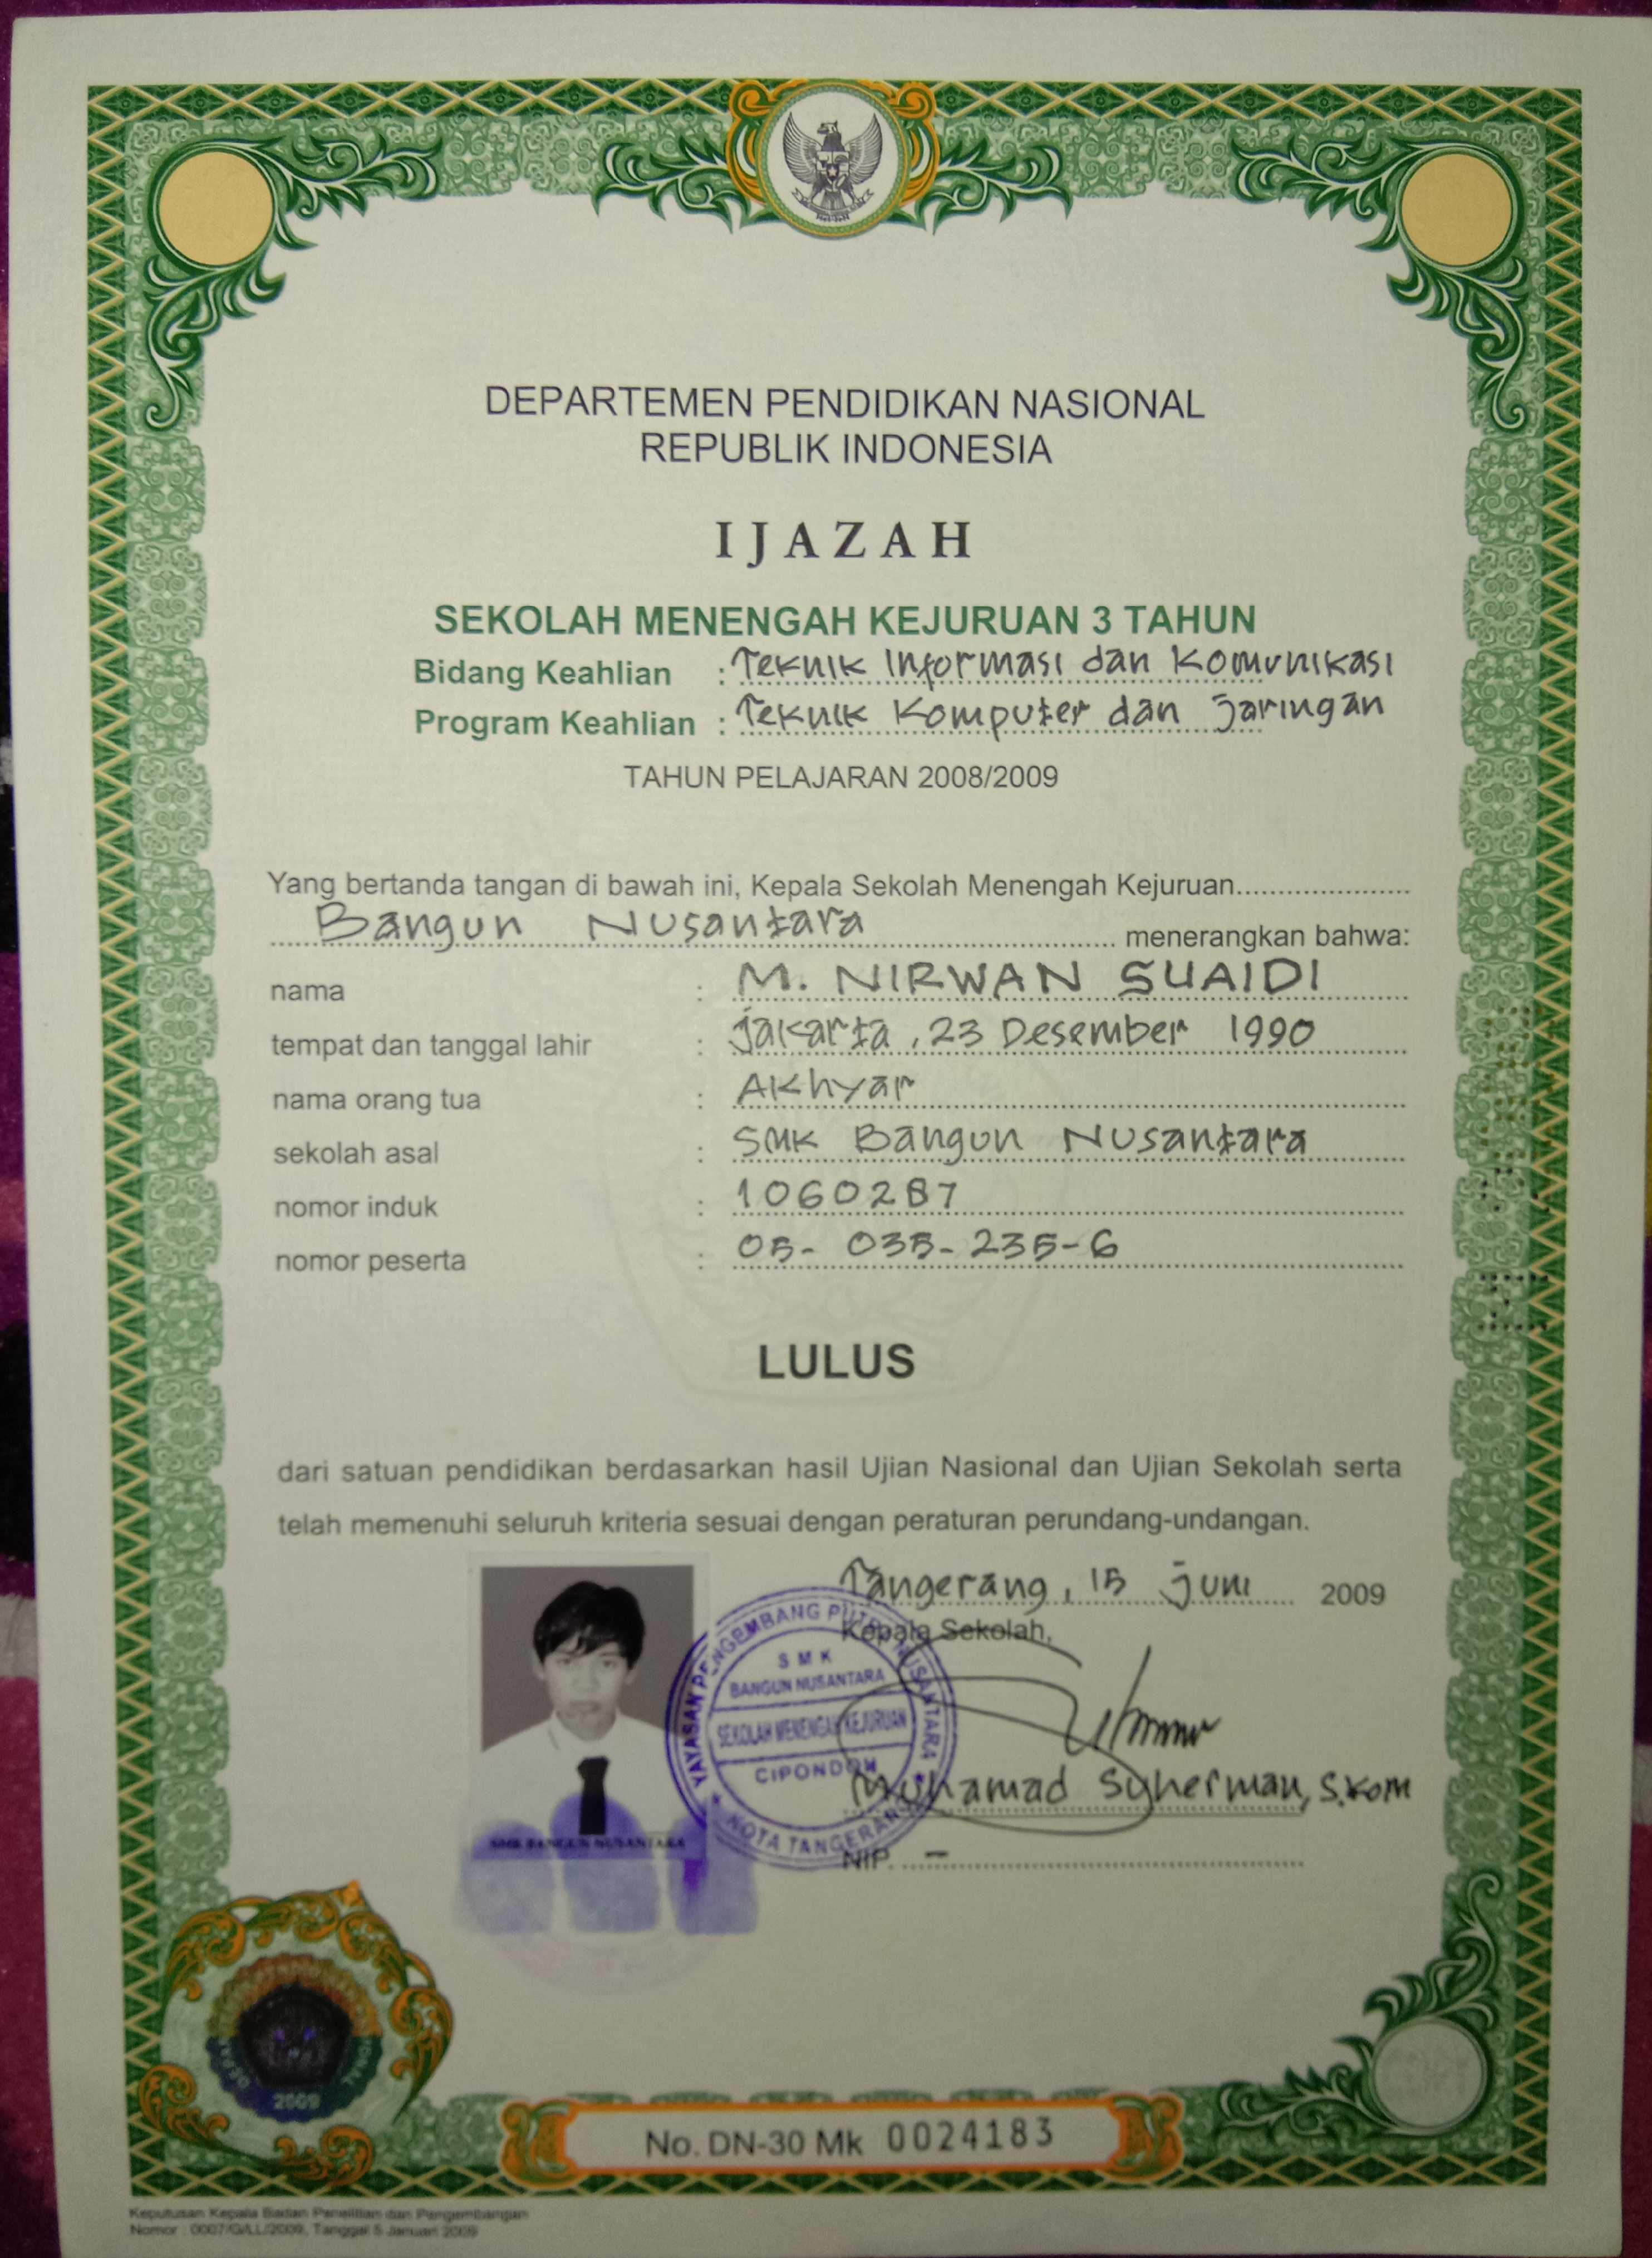 DEPARTEMEN PENDIDIKAN NASIONAL
REPUBLIK INDONESIA
IJAZAH
SEKOLAH MENENGAH KEJURUAN 3 TAHUN
Bidang Keahlian : Teknik Informasi dan Komunikasi
Program Keahlian : Teknik Komputer dan Jaringan
TAHUN PELAJARAN 2008/2009
Yang bertanda tangan di bawah ini, Kepala Sekolah Menengah Kejuruan
Bangun Nusantara menerangkan bahwa:
nama : M. NIRWAN SUAIDI
tempat dan tanggal lahir : Jakarta, 23 Desember 1990
nama orang tua : Akhyar
sekolah asal : SMK Bangun Nusantara
nomor induk : 1060287
nomor peserta : 05- 035- 235-6
LULUS
dari satuan pendidikan berdasarkan hasil Ujian Nasional dan Ujian Sekolah serta
telah memenuhi seluruh kriteria sesuai dengan peraturan perundang-undangan.
Tangerang, 15 Juni 2009
Kepala Sekolah,
YAYASAN PENGEMBANG PUTRA NUSANTARA
SMK
BANGUN NUSANTARA
SEKOLAH MENENGAH KEJURUAN
CIPONDOH
KOTA TANGERANG
Muhamad Suherman, S.Kom
NIP. -
SMK BANGUN NUSANTARA
2009
No. DN-30 Mk 0024183
Keputusan Kepala Badan Penelitian dan Pengembangan
Nomor : 0007/G/LL/2009, Tanggal 5 Januari 2009